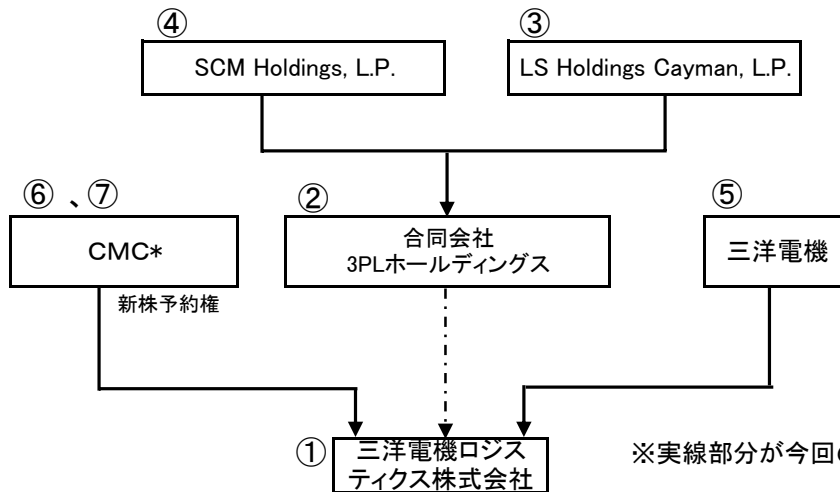 ④
③
SCM Holdings, L.P.
LS Holdings Cayman, L.P.
⑥ 、⑦
②
⑤
CMC*
合同会社
3PLホールディングス
三洋電機
新株予約権
①
三洋電機ロジス
ティクス株式会社
※実線部分が今回